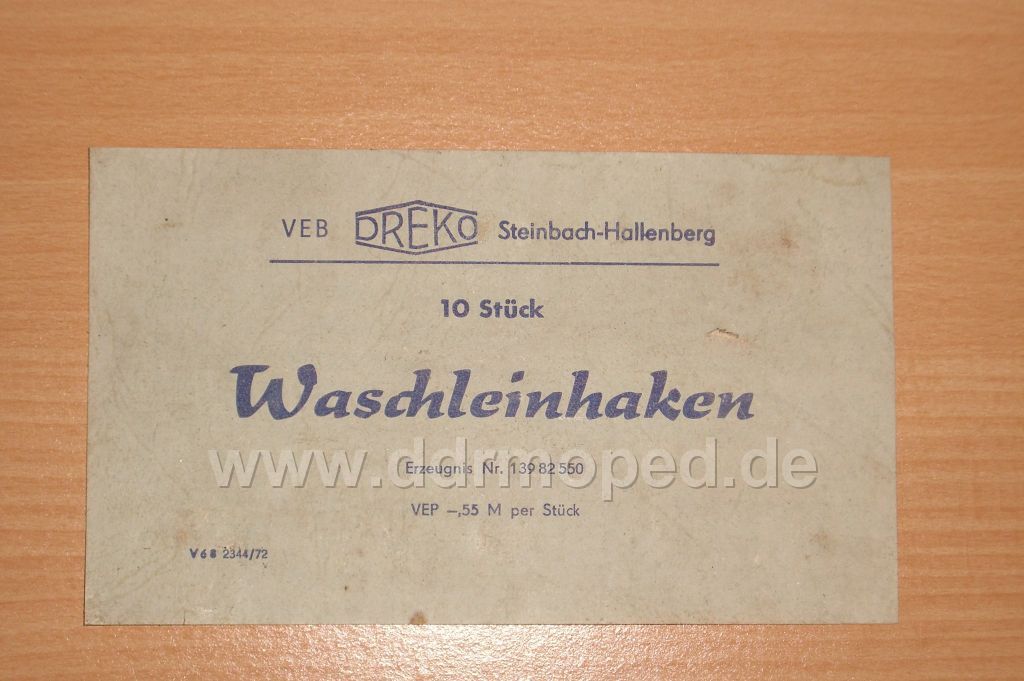 VEB DREKO Steinbach-Hallenberg
10 Stück
Waschleinhaken
www.ddrmoped.de
Erzeugnis Nr. 139 82 550
VEP –,55 M per Stück
V 6 8 2344/72